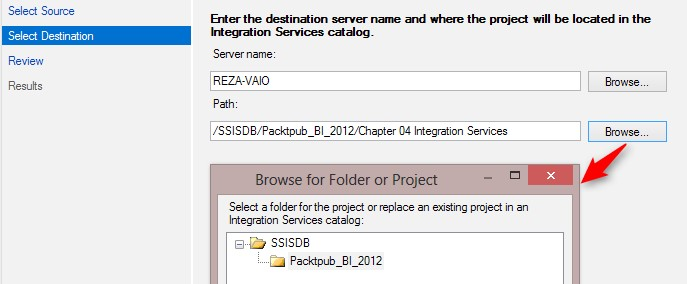 Select Source
Select Destination
Review
Results
Enter the destination server name and where the project will be located in the
Integration Services catalog.
Server name:
REZA-VAIO
Browse...
Path:
/SSISDB/Packtpub_BI_2012/Chapter 04 Integration Services
Browse...
Browse for Folder or Project
Select a folder for the project or replace an existing project in an
Integration Services catalog:
SSISDB
Packtpub_BI_2012